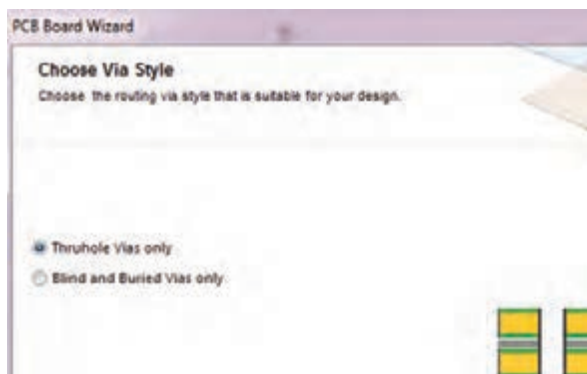 PCB Board Wizard
Choose Via Style
Choose the routing via style that is suitable for your design.
Thruhole Vias only
Blind and Buried Vias only